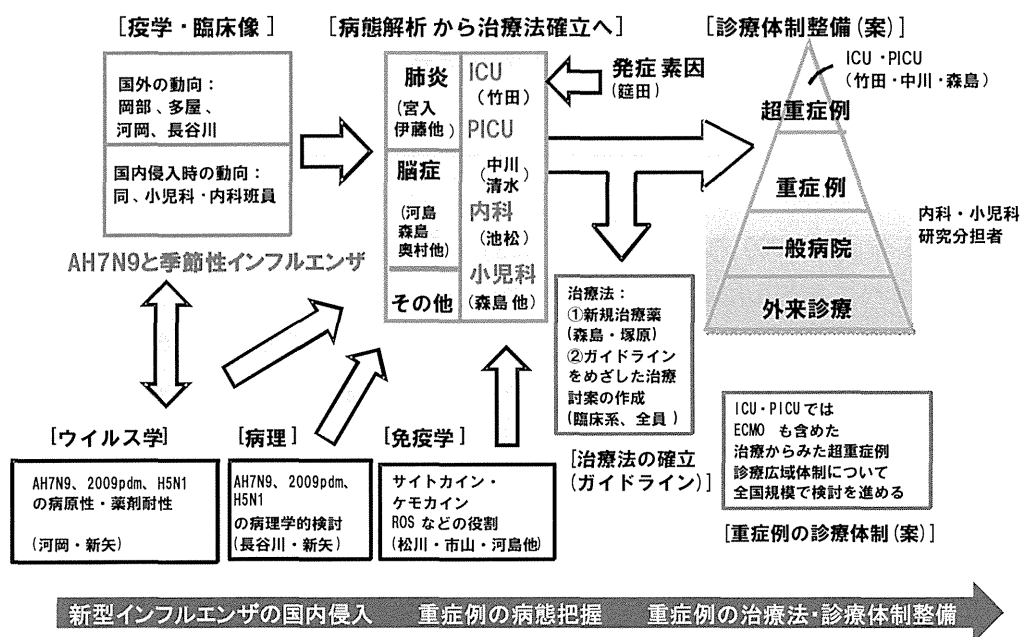 [疫学・臨床像]
国外の動向：
岡部、多屋、
河岡、長谷川
国内侵入時の動向：
同、小児科・内科班員
AH7N9と季節性インフルエンザ
[病態解析から治療法確立へ]
肺炎
(宮入
伊藤他)
脳症
(河島
森島
奥村他)
その他
ICU
(竹田)
PICU
(中川
清水
内科
(池松)
小児科
(森島他)
発症素因
(莚田)
[診療体制整備(案)]
ICU・PICU
(竹田・中川・森島)
超重症例
重症例
一般病院
外来診療
内科・小児科
研究分担者
治療法：
①新規治療薬
(森島・塚原)
②ガイドライン
をめざした治療
討案の作成
(臨床系、全員)
[治療法の確立
(ガイドライン)]
ICU・PICUでは
ECMO も含めた
治療からみた超重症例
診療広域体制について
全国規模で検討を進める
[重症例の診療体制(案)]
[ウイルス学]
AH7N9、2009pdm、H5N1
の病原性・薬剤耐性
(河岡・新矢)
[病理]
AH7N9、2009pdm、
H5N1
の病理学的検討
(長谷川・新矢)
[免疫学]
サイトカイン・
ケモカイン
ROS などの役割
(松川・市山・河島他)
新型インフルエンザの国内侵入 重症例の病態把握 重症例の治療法・診療体制整備